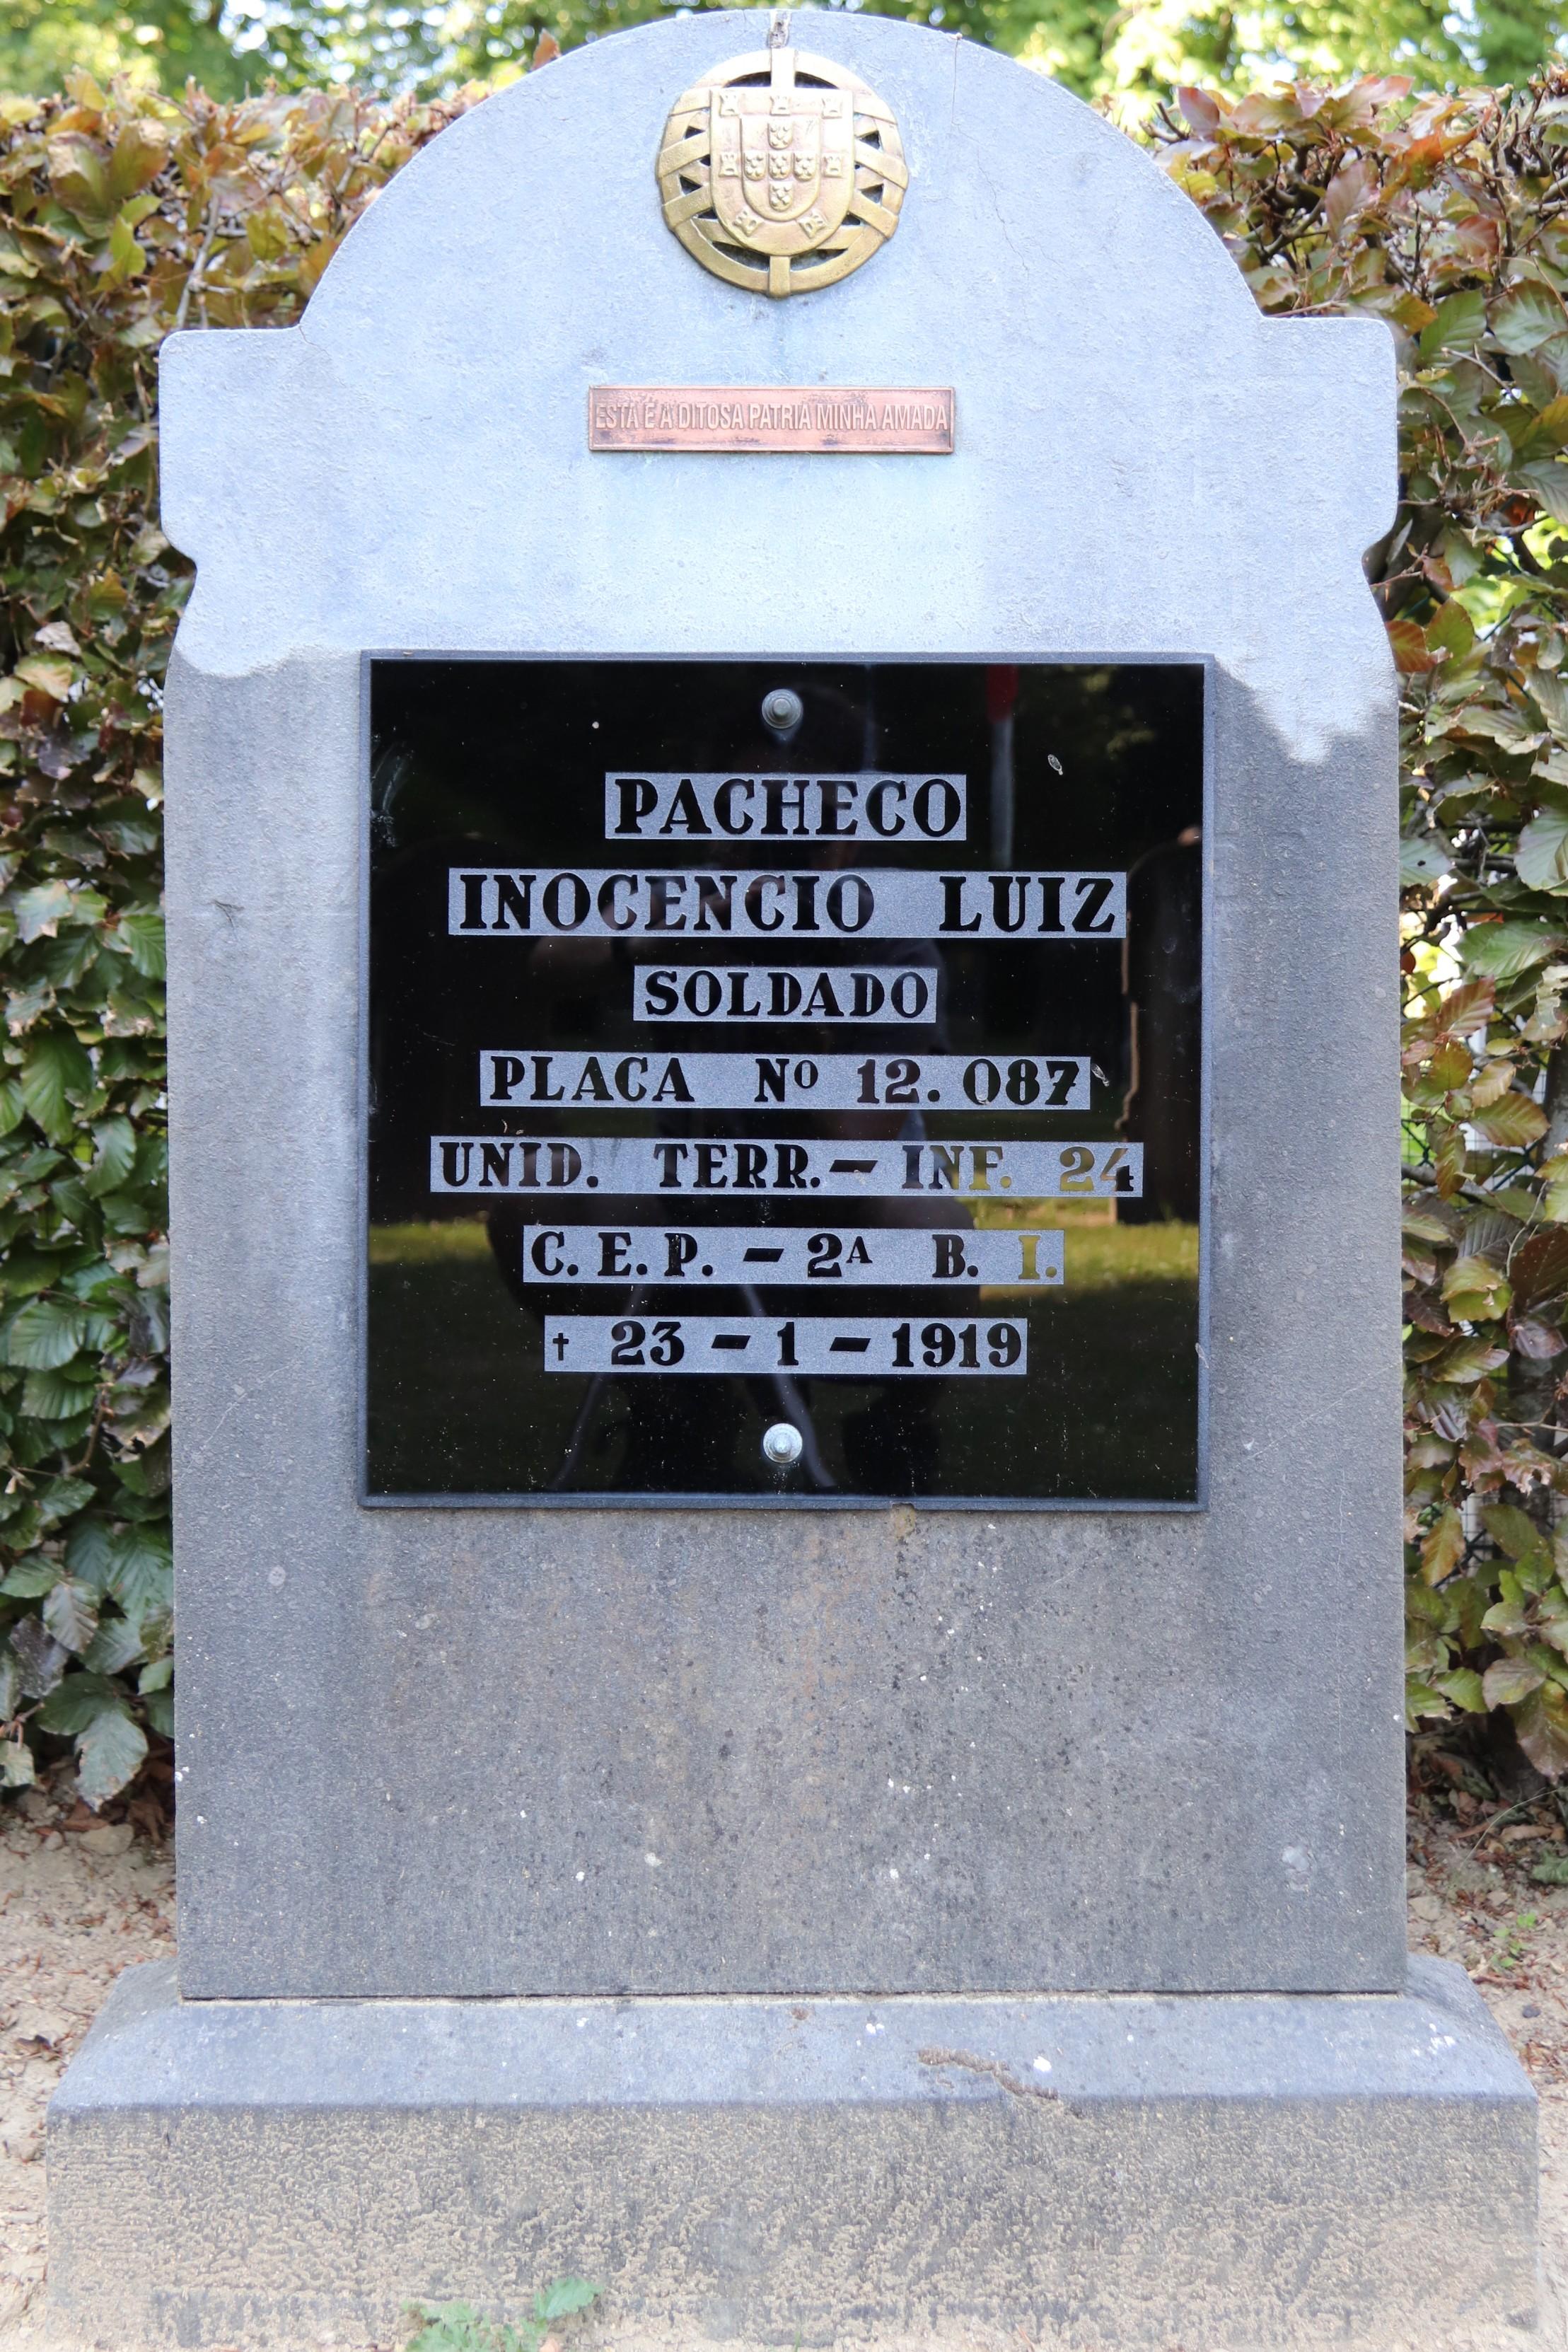 ESTA É A DITOSA PATRIA MINHA AMADA
PACHECO
INOCENCIO LUIZ
SOLDADO
PLACA Nº 12.087
UNID. TERR. - INF. 24
C.E.P. - 2ª B. I.
† 23 - 1 - 1919